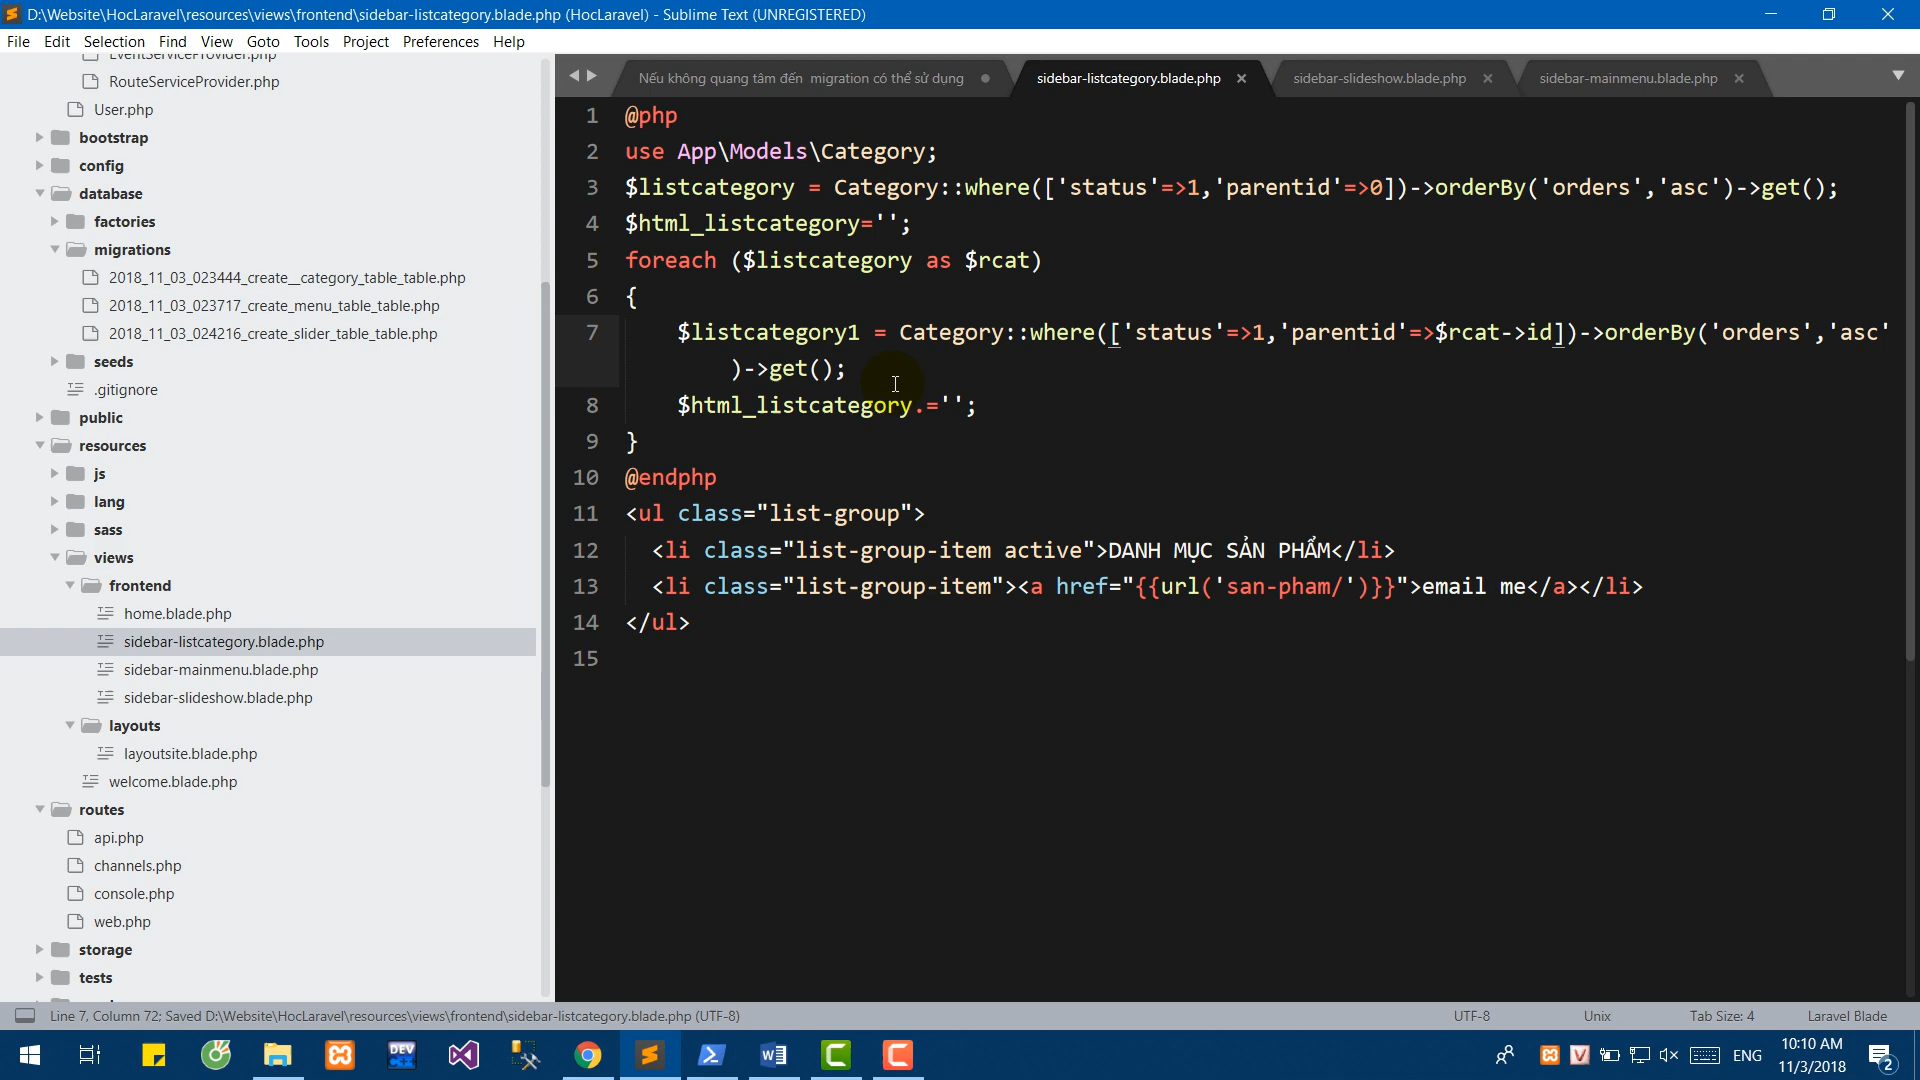 D:\Website\HocLaravel\resources\views\frontend\sidebar-listcategory.blade.php (HocLaravel) - Sublime Text (UNREGISTERED)
File Edit Selection Find View Goto Tools Project Preferences Help
EventServiceProvider.php
RouteServiceProvider.php
User.php
bootstrap
config
database
factories
migrations
2018_11_03_023444_create__category_table_table.php
2018_11_03_023717_create_menu_table_table.php
2018_11_03_024216_create_slider_table_table.php
seeds
.gitignore
public
resources
js
lang
sass
views
frontend
home.blade.php
sidebar-listcategory.blade.php
sidebar-mainmenu.blade.php
sidebar-slideshow.blade.php
layouts
layoutsite.blade.php
welcome.blade.php
routes
api.php
channels.php
console.php
web.php
storage
tests
Nếu không quang tâm đến migration có thể sử dụng
sidebar-listcategory.blade.php
sidebar-slideshow.blade.php
sidebar-mainmenu.blade.php
1 @php
2 use App\Models\Category;
3 $listcategory = Category::where(['status'=>1,'parentid'=>0])->orderBy('orders','asc')->get();
4 $html_listcategory='';
5 foreach ($listcategory as $rcat)
6 {
7 $listcategory1 = Category::where(['status'=>1,'parentid'=>$rcat->id])->orderBy('orders','asc'
)->get();
8 $html_listcategory.='';
9 }
10 @endphp
11 <ul class="list-group">
12 <li class="list-group-item active">DANH MỤC SẢN PHẨM</li>
13 <li class="list-group-item"><a href="{{url('san-pham/')}}">email me</a></li>
14 </ul>
15
Line 7, Column 72; Saved D:\Website\HocLaravel\resources\views\frontend\sidebar-listcategory.blade.php (UTF-8)
UTF-8
Unix
Tab Size: 4
Laravel Blade
DEV
ENG
10:10 AM
11/3/2018
2